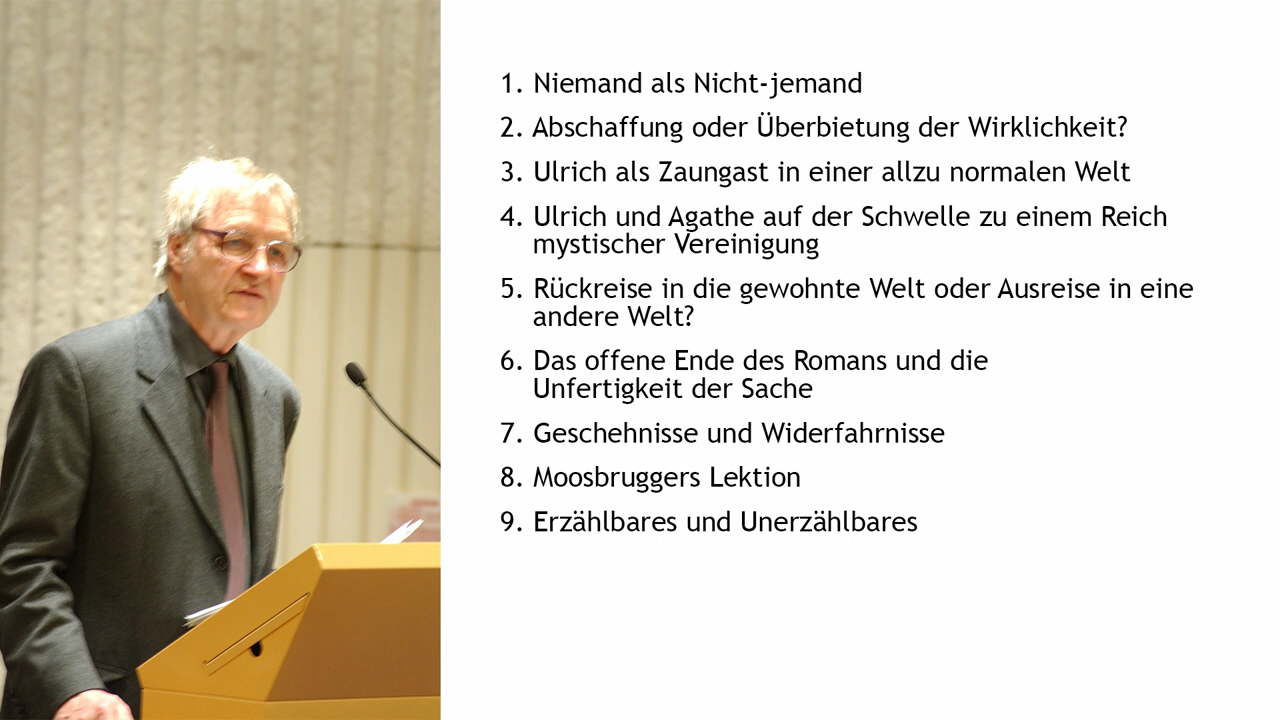 1. Niemand als Nicht-jemand
2. Abschaffung oder Überbietung der Wirklichkeit?
3. Ulrich als Zaungast in einer allzu normalen Welt
4. Ulrich und Agathe auf der Schwelle zu einem Reich
mystischer Vereinigung
5. Rückreise in die gewohnte Welt oder Ausreise in eine
andere Welt?
6. Das offene Ende des Romans und die
Unfertigkeit der Sache
7. Geschehnisse und Widerfahrnisse
8. Moosbruggers Lektion
9. Erzählbares und Unerzählbares